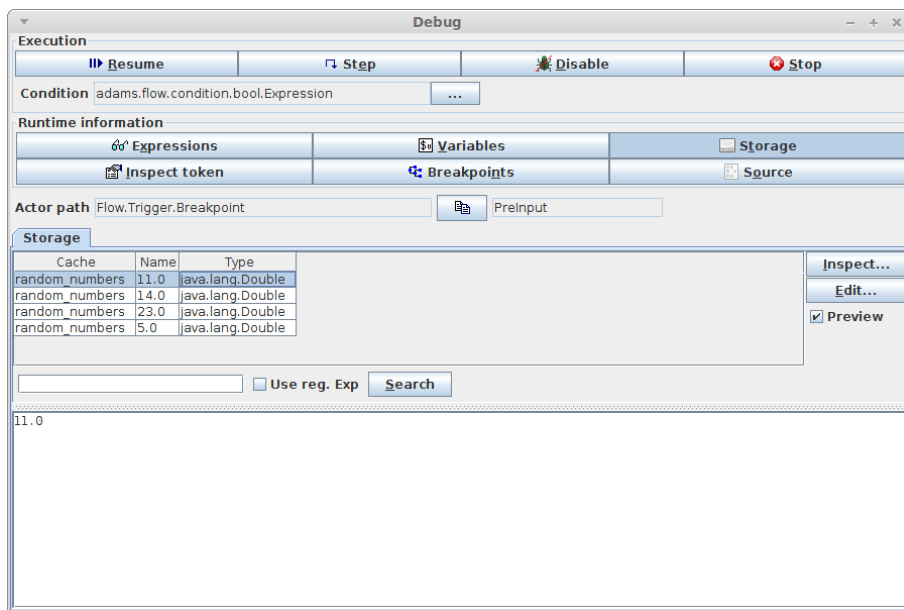 Debug
Execution
Resume Step Disable Stop
Condition adams.flow.condition.bool.Expression ...
Runtime information
Expressions Variables Storage
Inspect token Breakpoints Source
Actor path Flow.Trigger.Breakpoint PreInput
Storage
Cache Name Type
random_numbers 11.0 java.lang.Double
random_numbers 14.0 java.lang.Double
random_numbers 23.0 java.lang.Double
random_numbers 5.0 java.lang.Double
Inspect...
Edit...
Preview
Use reg. Exp Search
11.0